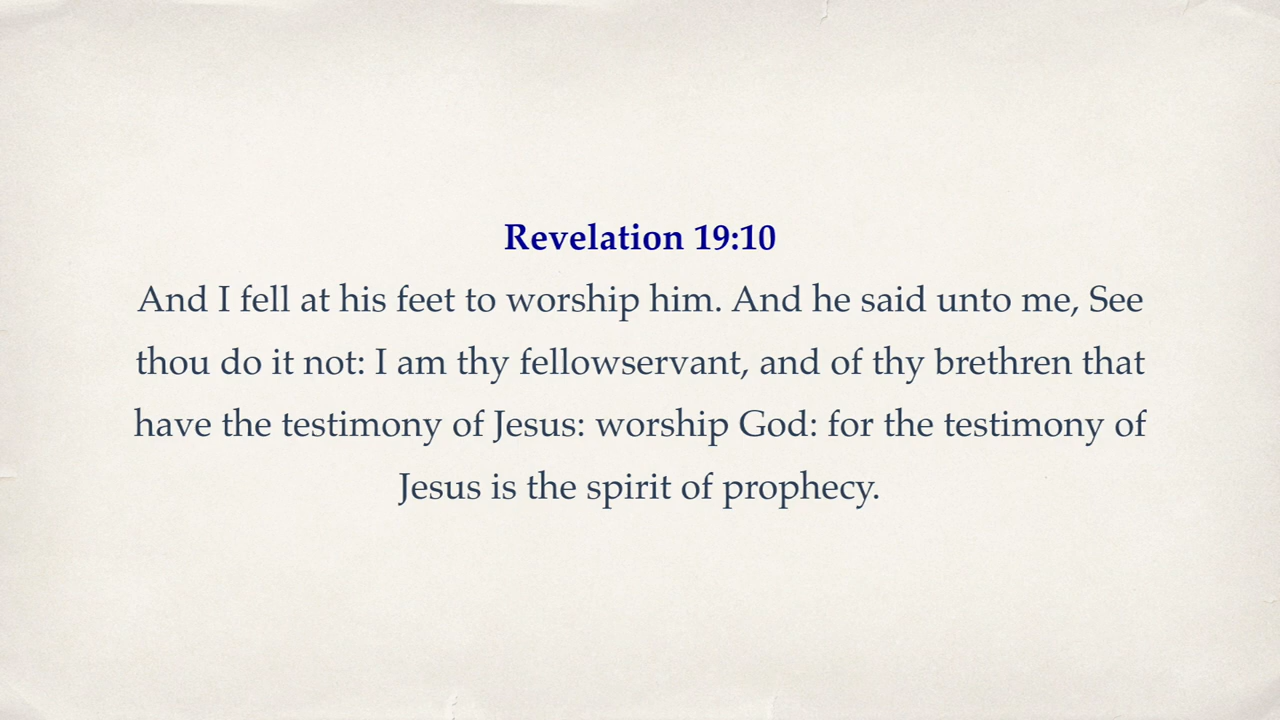 Revelation 19:10
And I fell at his feet to worship him. And he said unto me, See
thou do it not: I am thy fellowservant, and of thy brethren that
have the testimony of Jesus: worship God: for the testimony of
Jesus is the spirit of prophecy.